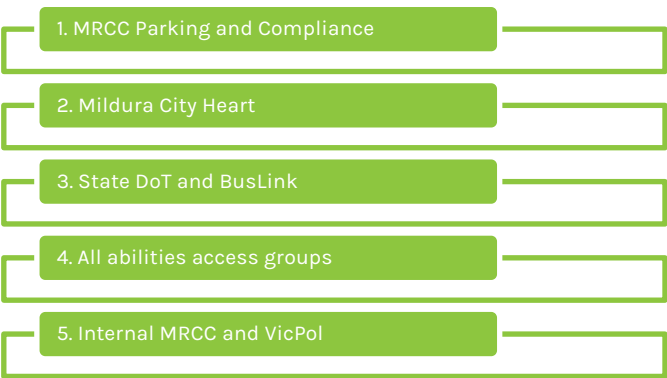 1. MRCC Parking and Compliance
2. Mildura City Heart
3. State DoT and BusLink
4. All abilities access groups
5. Internal MRCC and VicPol